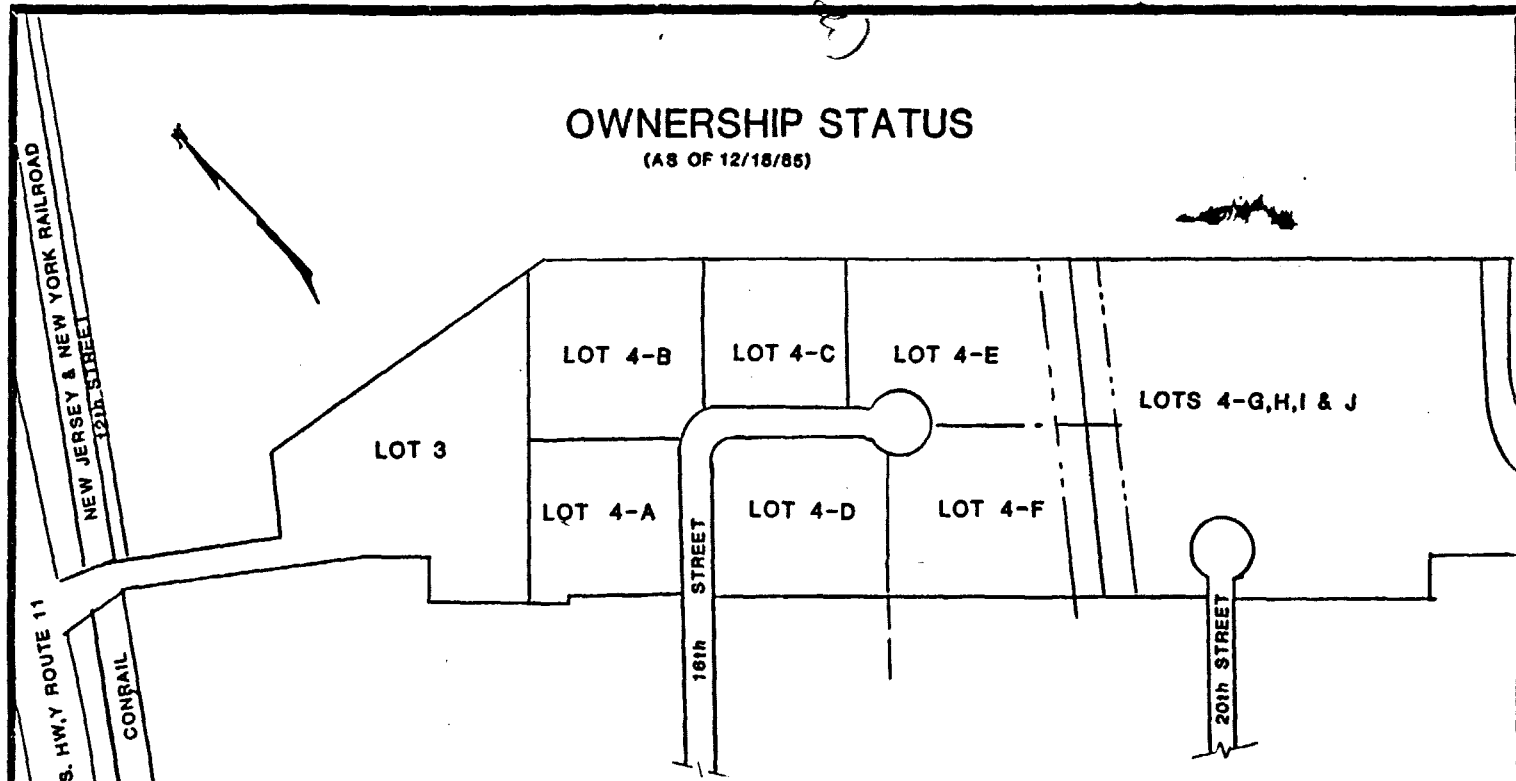 OWNERSHIP STATUS
(AS OF 12/18/85)
NEW JERSEY & NEW YORK RAILROAD
12th STREET
LOT 4-B
LOT 4-C
LOT 4-E
LOTS 4-G,H,I & J
LOT 3
LOT 4-A
LOT 4-D
LOT 4-F
16th STREET
20th STREET
S. HW,Y ROUTE 11
CONRAIL